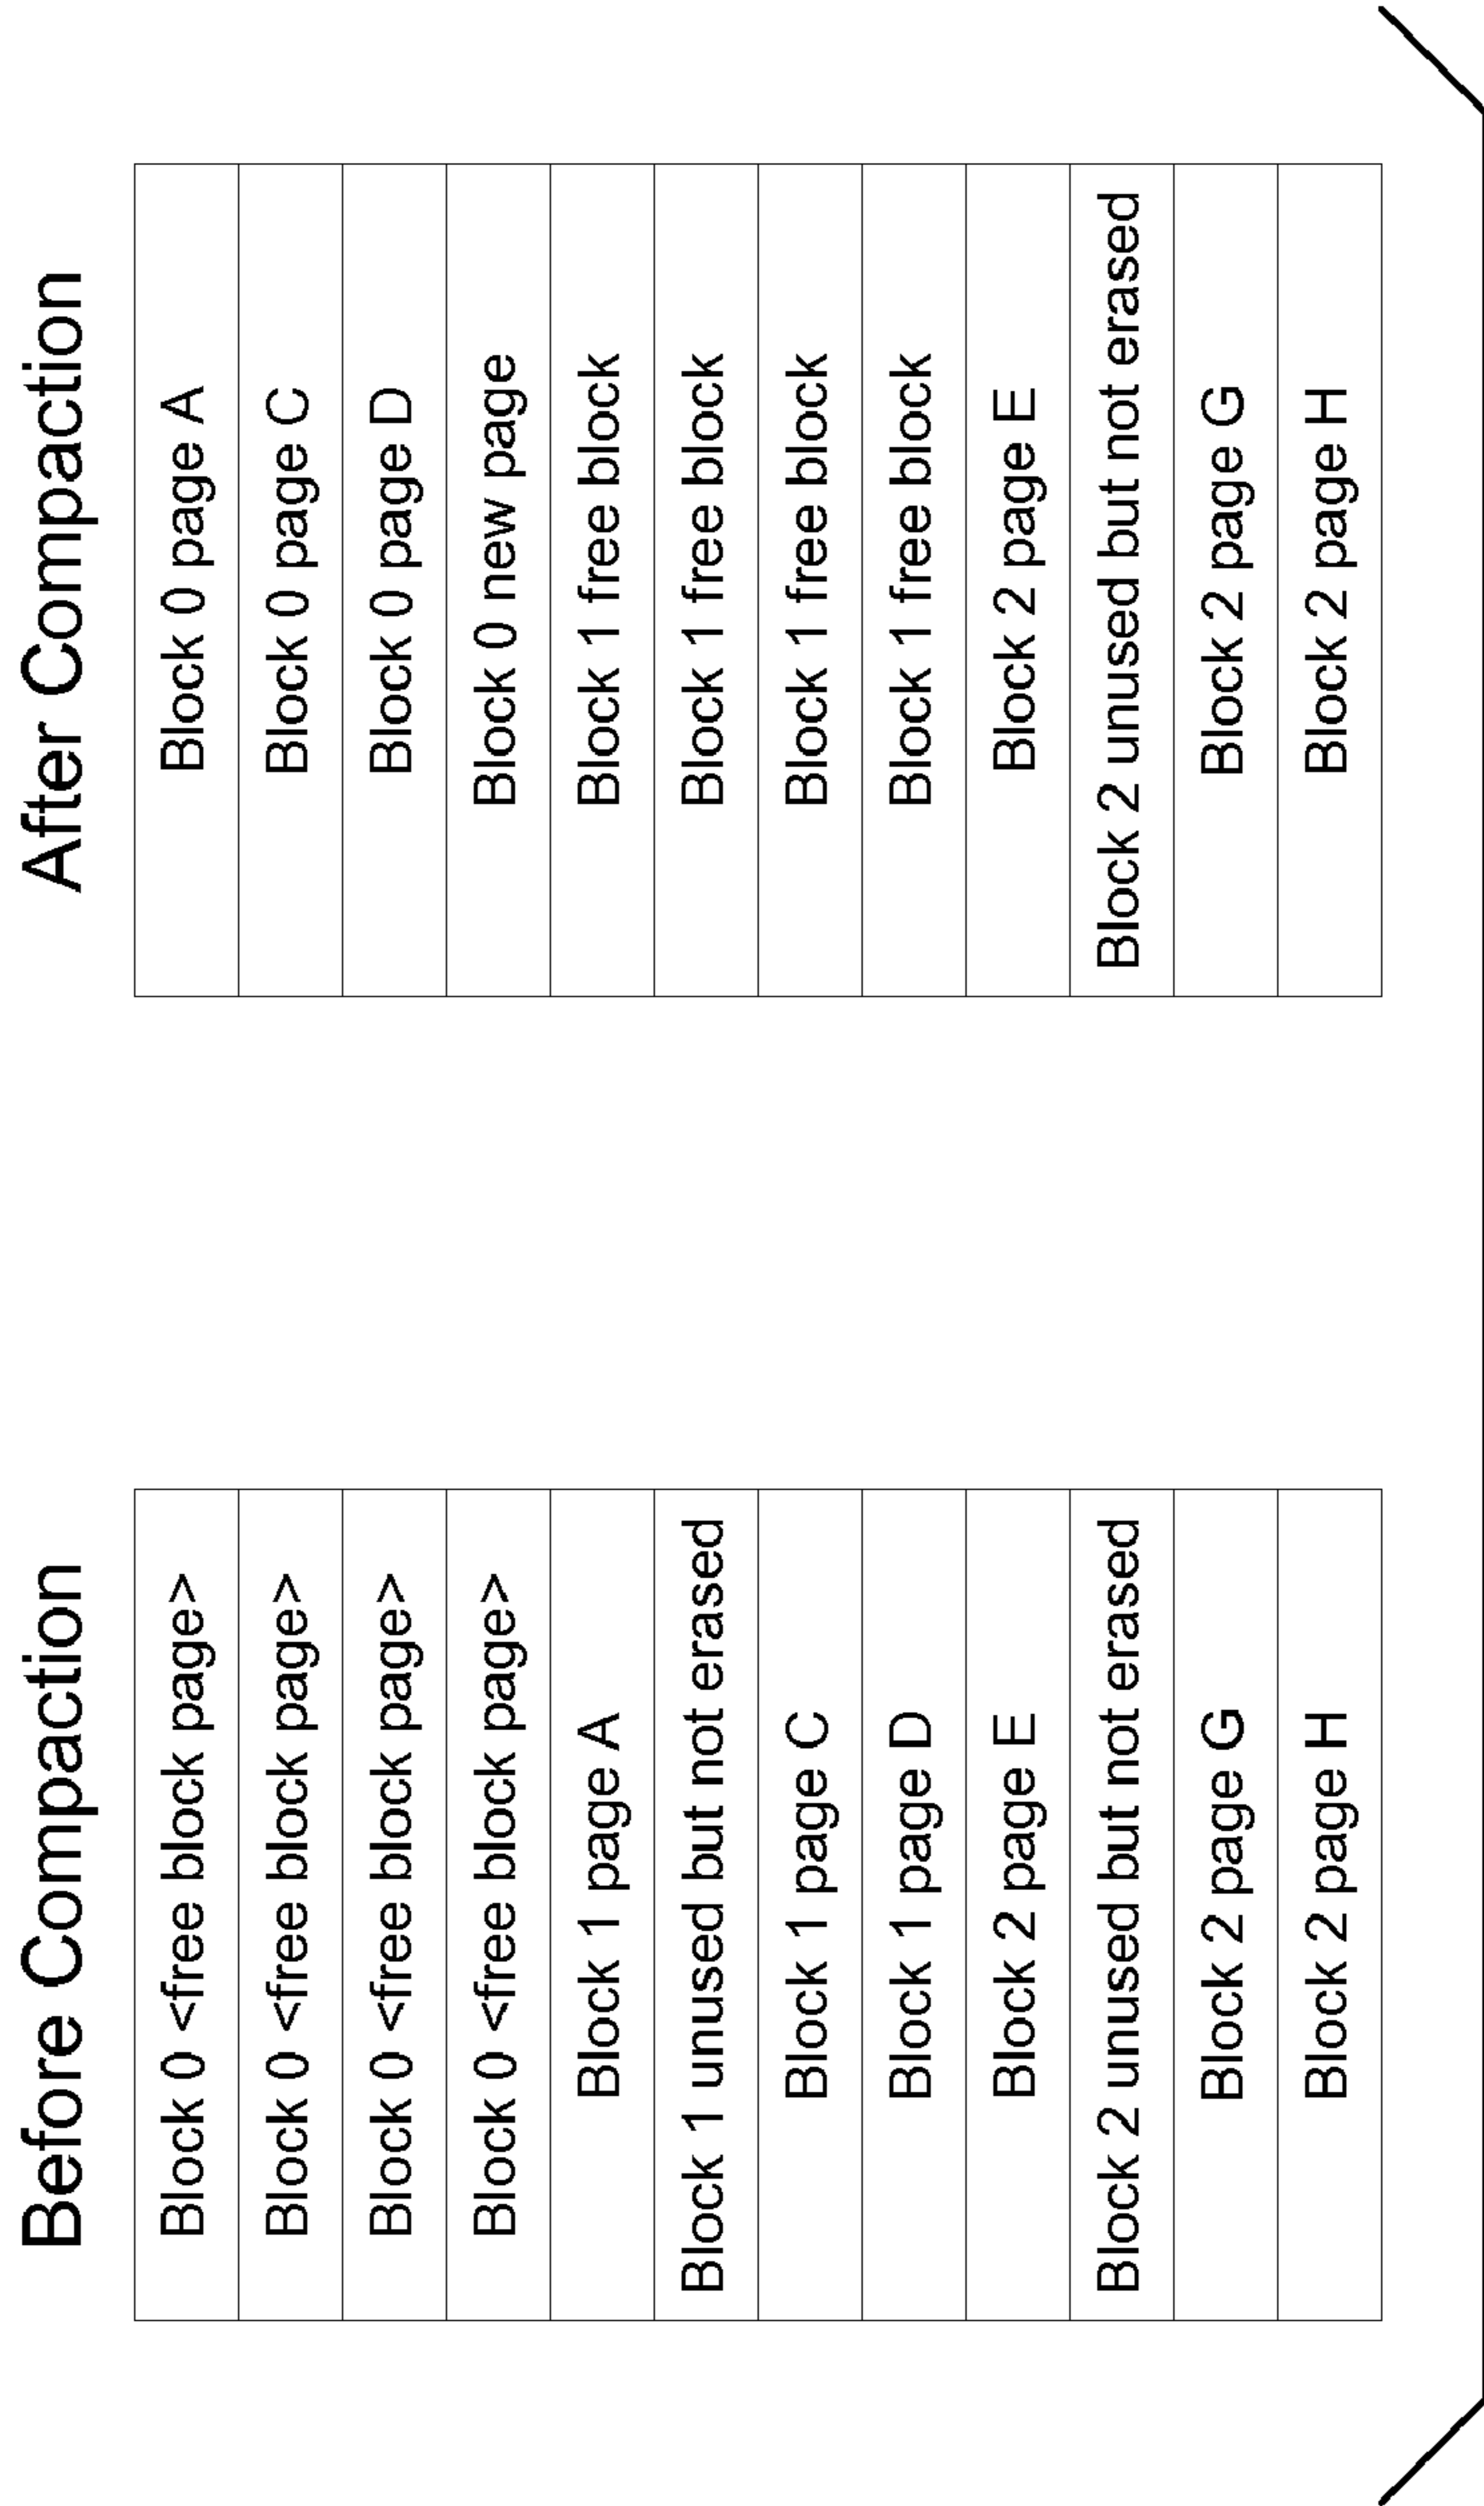 Before Compaction
Block 0 <free block page>
Block 0 <free block page>
Block 0 <free block page>
Block 0 <free block page>
Block 1 page A
Block 1 unused but not erased
Block 1 page C
Block 1 page D
Block 2 page E
Block 2 unused but not erased
Block 2 page G
Block 2 page H
After Compaction
Block 0 page A
Block 0 page C
Block 0 page D
Block 0 new page
Block 1 free block
Block 1 free block
Block 1 free block
Block 1 free block
Block 2 page E
Block 2 unused but not erased
Block 2 page G
Block 2 page H